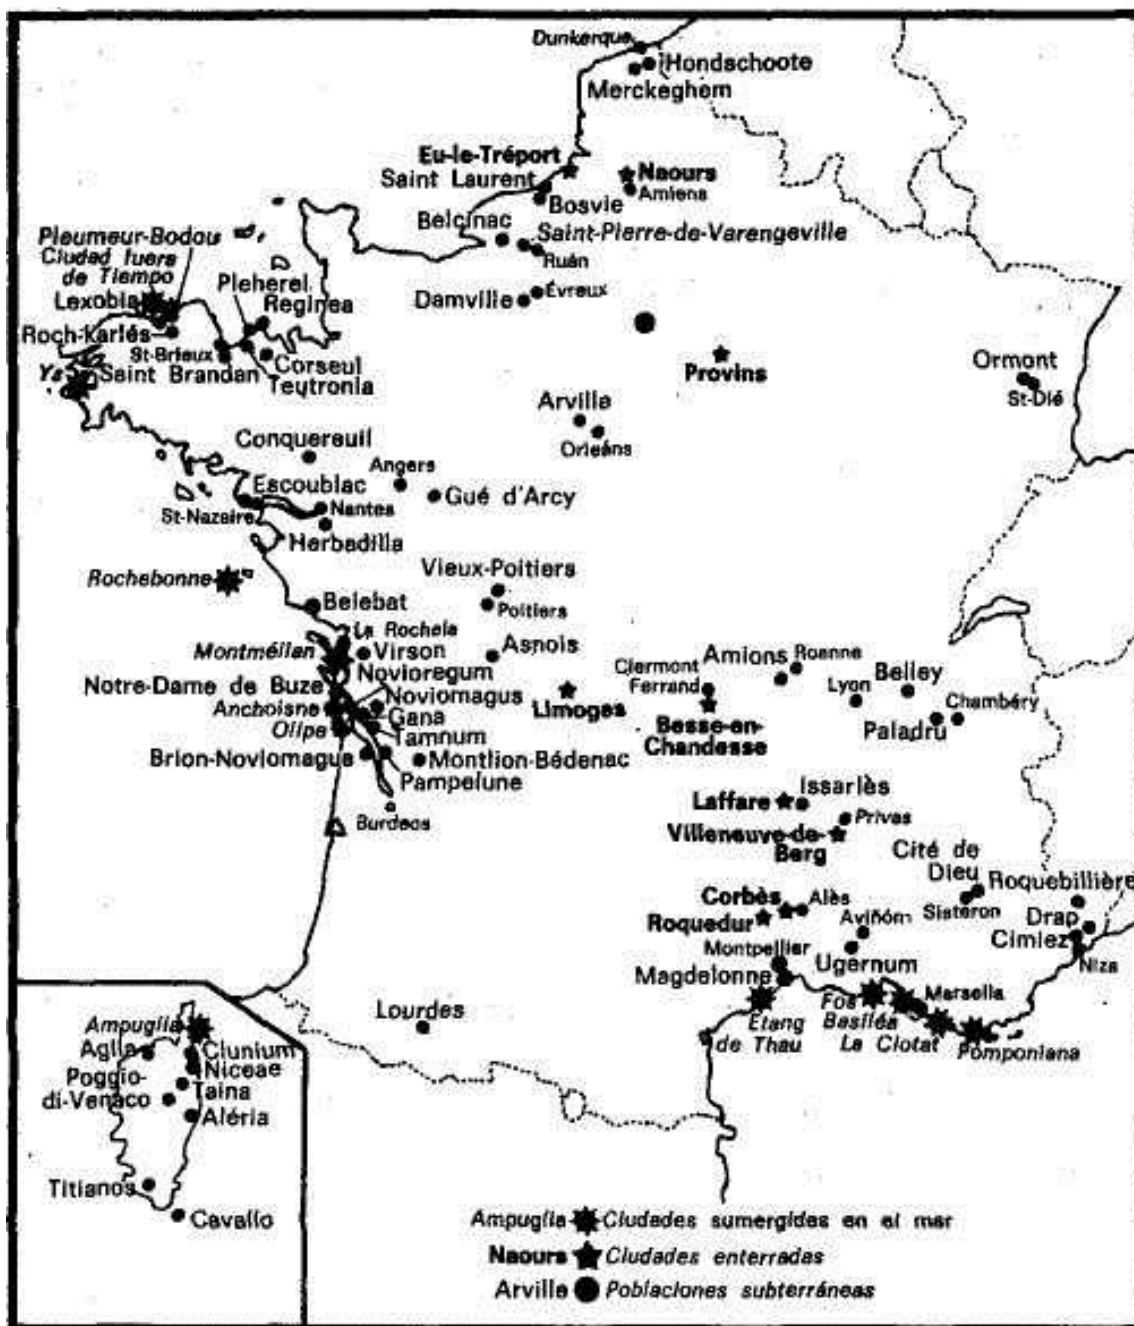 Dunkerque
Hondschoote
Merckeghem
Eu-le-Tréport
Naours
Saint Laurent
Amiens
Bosvie
Belcinac
Saint-Pierre-de-Varengeville
Ruán
Pleumeur-Bodou
Ciudad fuera
de Tiempo
Pleherel
Lexobia
Reginea
Damville
Évreux
Roch-Karlés
St-Brieux
Corseul
Ys
Saint Brandan
Teutronia
Provins
Ormont
St-Dié
Arville
Orleáns
Conquereuil
Angers
Escoublac
Gué d'Arcy
St-Nazaire
Nantes
Herbadilla
Rochebonne
Vieux-Poitiers
Poitiers
Belebat
La Rochela
Montmélian
Virson
Asnois
Novioregum
Notre-Dame de Buze
Noviomagus
Anchoisne
Gana
Olipe
Tamnum
Brion-Noviomagus
Montlion-Bédenac
Pampelune
Burdeos
Limoges
Clermont
Ferrand
Amions
Roanne
Belley
Lyon
Chambéry
Besse-en-
Chandesse
Paladru
Laffare
Issarlès
Privas
Villeneuve-de-
Berg
Cité de
Dieu
Roquebillière
Corbès
Alès
Sisteron
Drap
Roquedur
Aviñóm
Cimiez
Montpellier
Niza
Magdelonne
Ugernum
Etang
de Thau
Fos
Basiléa
Marsella
La Ciotat
Pomponiana
Lourdes
Ampuglia
Agila
Clunium
Niceae
Poggio-
di-Venaco
Taina
Aléria
Titianos
Cavallo
Ampuglia Ciudades sumergidas en el mar
Naours Ciudades enterradas
Arville Poblaciones subterráneas